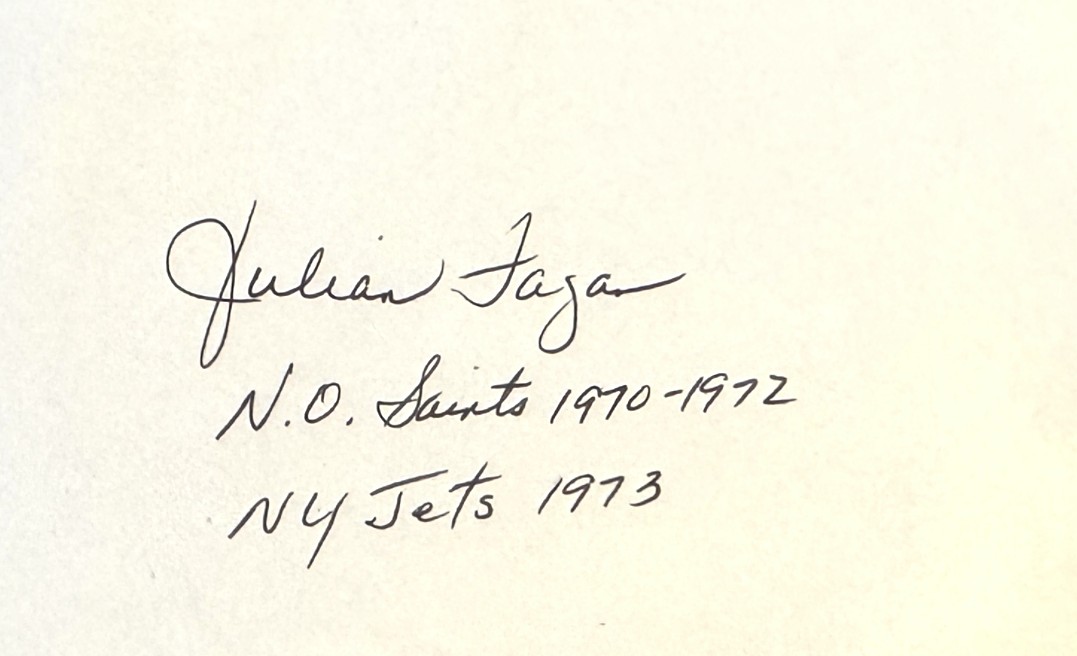 Julian Fagan
N.O. Saints 1970-1972
NY Jets 1973